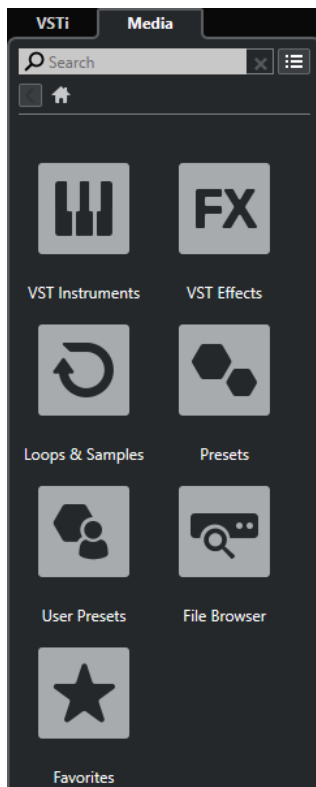 VSTi Media
Search
VST Instruments
FX
VST Effects
Loops & Samples
Presets
User Presets
File Browser
Favorites